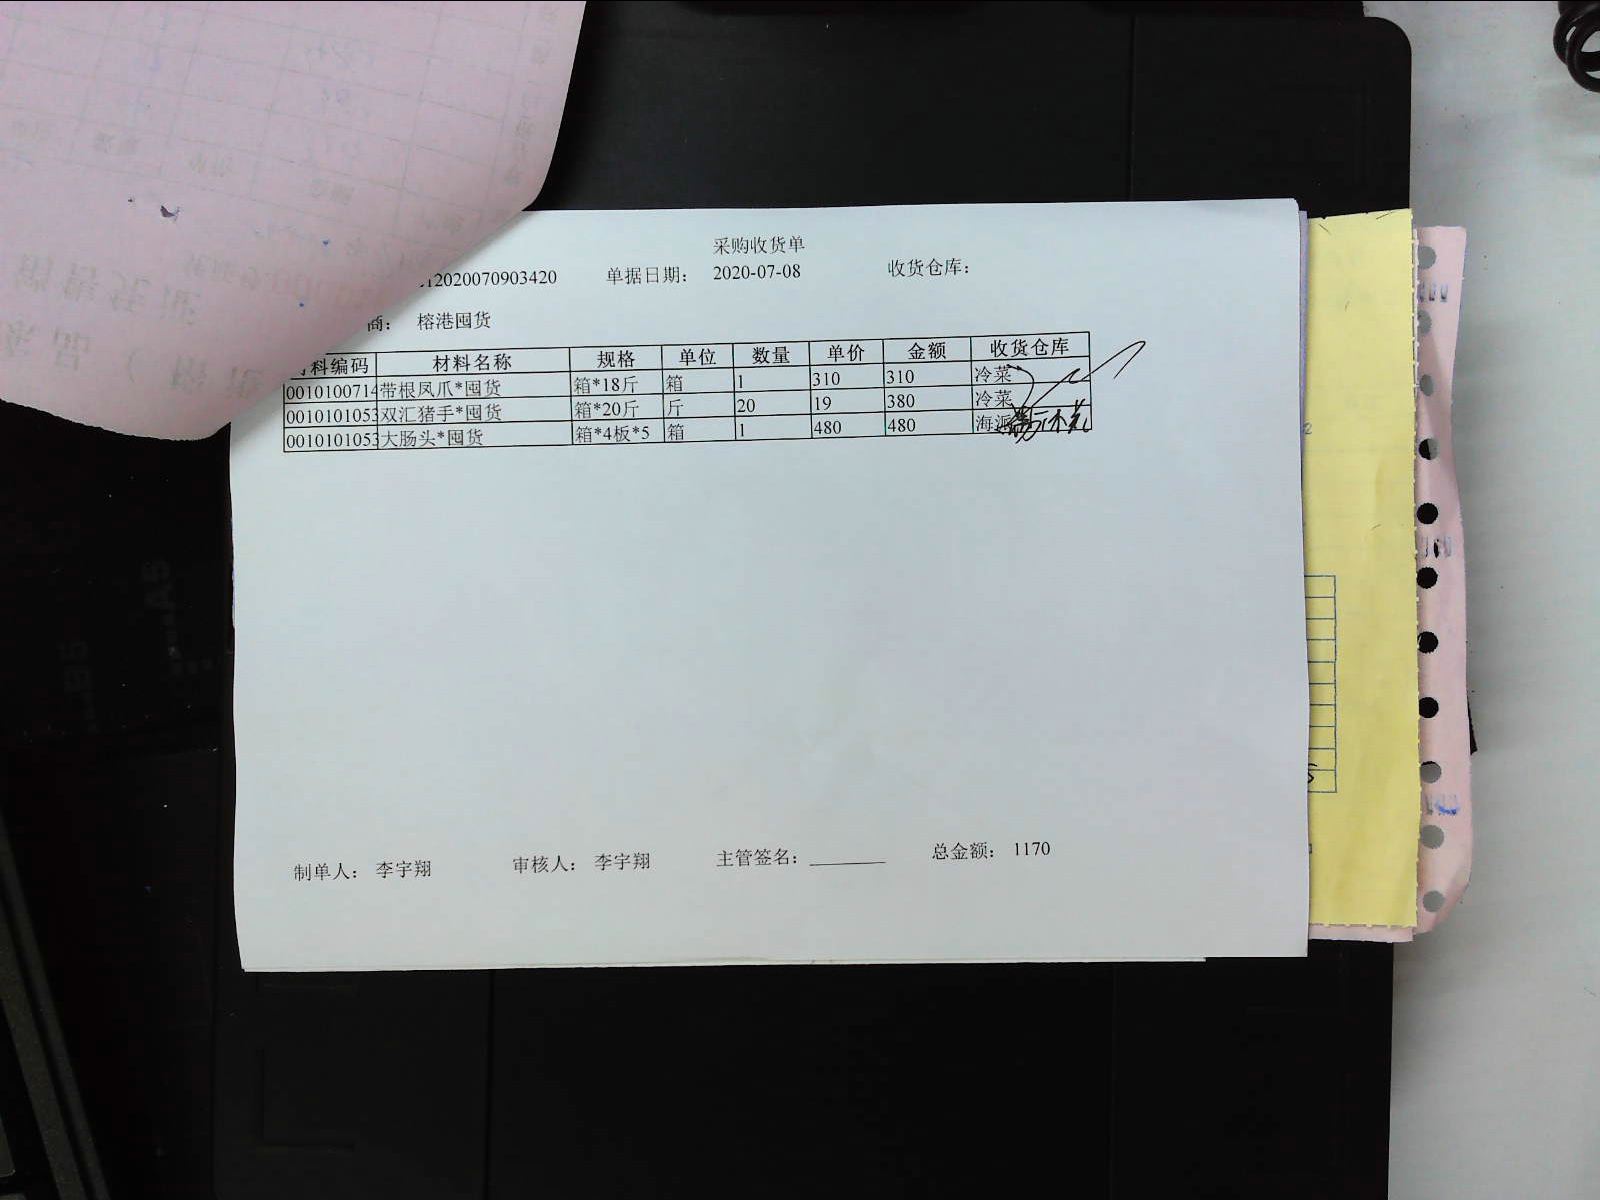 采购收货单
12020070903420 单据日期： 2020-07-08 收货仓库：
商： 榕港囤货
料编码 材料名称 规格 单位 数量 单价 金额 收货仓库
0010100714 带根凤爪*囤货 箱*18斤 箱 1 310 310 冷菜
0010101053 双汇猪手*囤货 箱*20斤 斤 20 19 380 冷菜
0010101053 大肠头*囤货 箱*4板*5 箱 1 480 480 海派
制单人： 李宇翔 审核人： 李宇翔 主管签名： 总金额： 1170